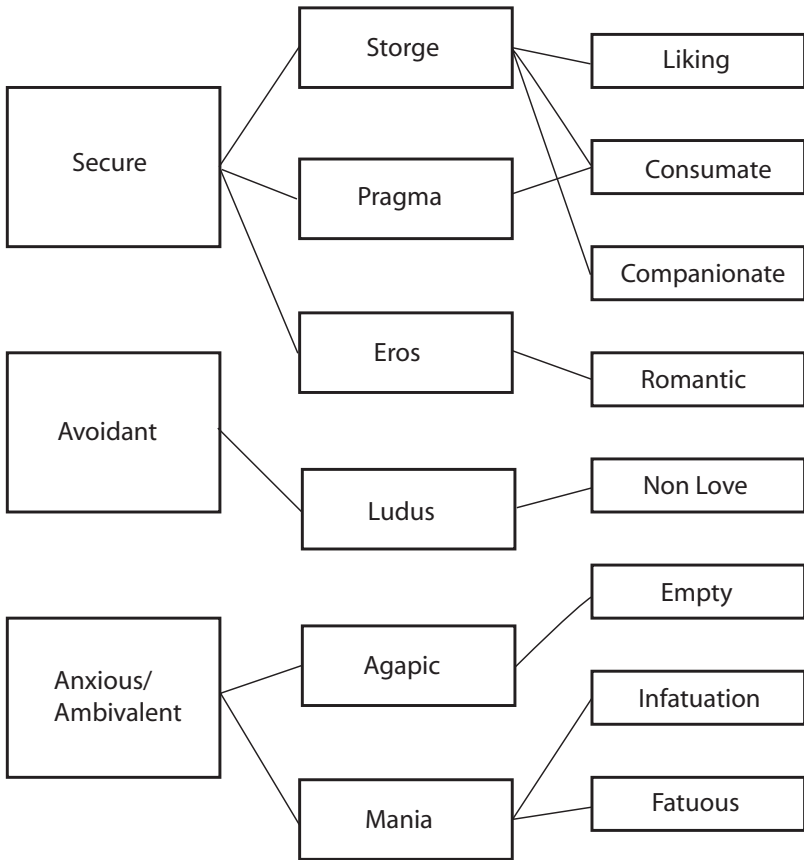 Storge
Liking
Secure
Consumate
Pragma
Companionate
Eros
Romantic
Avoidant
Non Love
Ludus
Empty
Agapic
Anxious/
Ambivalent
Infatuation
Mania
Fatuous